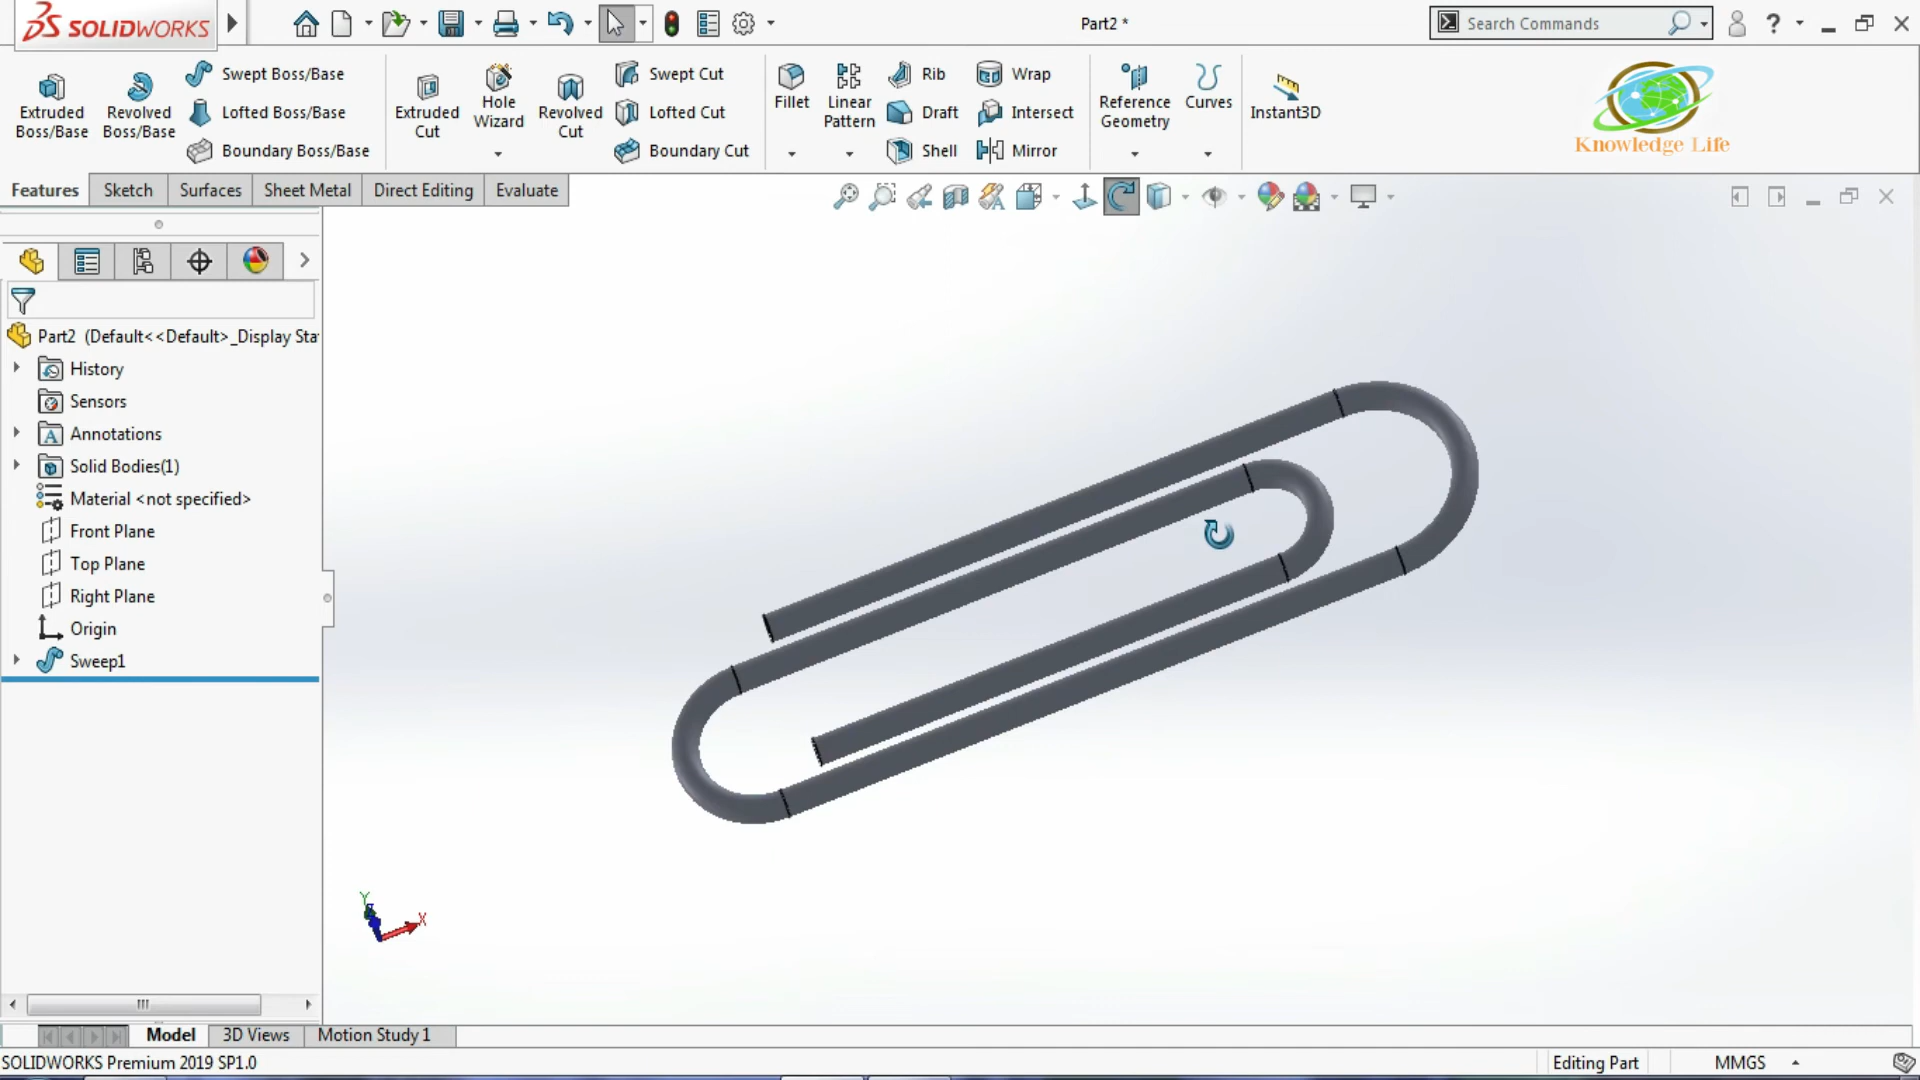 SOLIDWORKS
Part2 *
Search Commands
Extruded Boss/Base
Revolved Boss/Base
Swept Boss/Base
Lofted Boss/Base
Boundary Boss/Base
Extruded Cut
Hole Wizard
Revolved Cut
Swept Cut
Lofted Cut
Boundary Cut
Fillet
Linear Pattern
Rib
Draft
Shell
Wrap
Intersect
Mirror
Reference Geometry
Curves
Instant3D
Knowledge Life
Features
Sketch
Surfaces
Sheet Metal
Direct Editing
Evaluate
Part2 (Default<<Default>_Display Sta
History
Sensors
Annotations
Solid Bodies(1)
Material <not specified>
Front Plane
Top Plane
Right Plane
Origin
Sweep1
Y
Z
X
Model
3D Views
Motion Study 1
SOLIDWORKS Premium 2019 SP1.0
Editing Part
MMGS